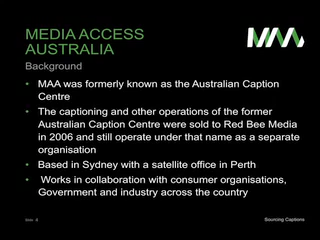 MEDIA ACCESS
AUSTRALIA
MAA
Background
• MAA was formerly known as the Australian Caption
Centre
• The captioning and other operations of the former
Australian Caption Centre were sold to Red Bee Media
in 2006 and still operate under that name as a separate
organisation
• Based in Sydney with a satellite office in Perth
• Works in collaboration with consumer organisations,
Government and industry across the country
Sourcing Captions